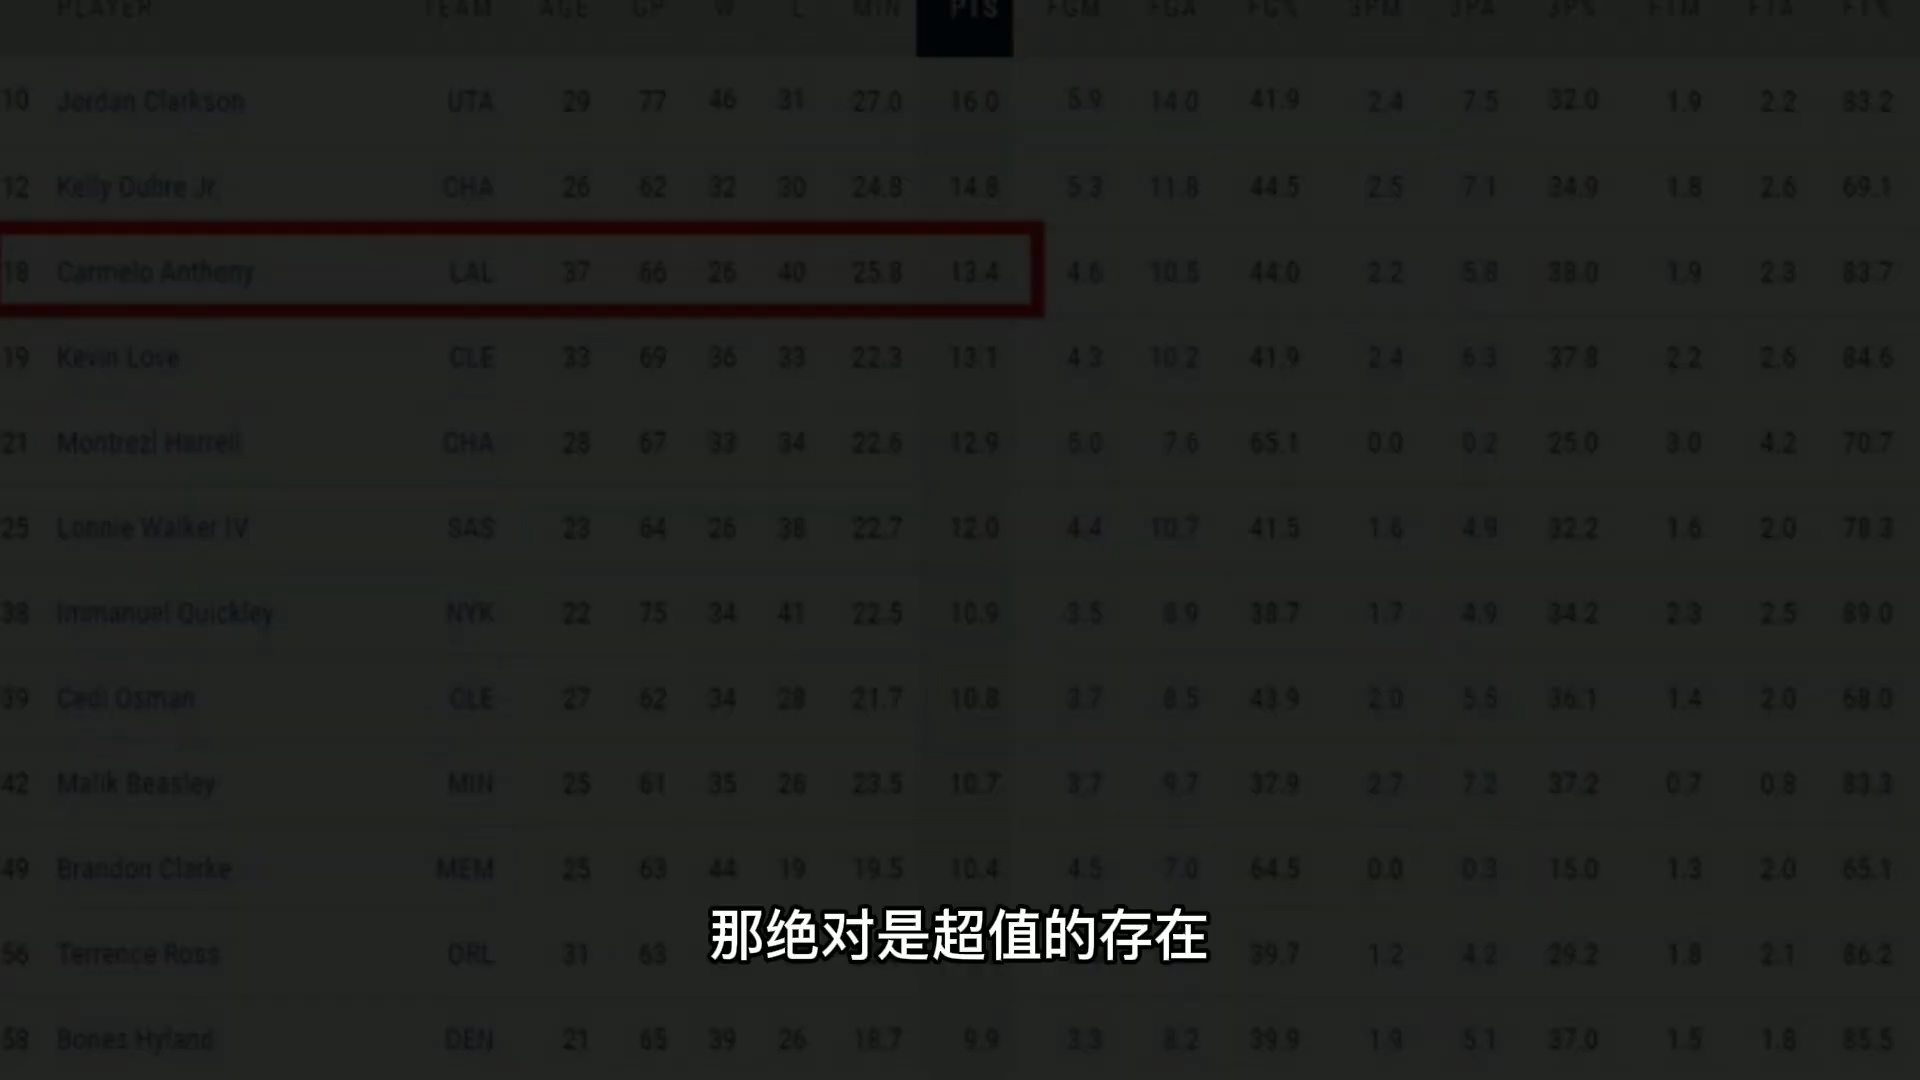 PLAYER TEAM AGE GP W L MIN PTS FGM FGA FG% 3PM 3PA 3P% FTM FTA FT%
10 Jordan Clarkson UTA 29 77 46 31 27.0 16.0 5.9 14.0 41.9 2.4 7.5 32.0 1.9 2.2 83.2
12 Kelly Oubre Jr. CHA 26 62 32 30 24.8 14.8 5.3 11.8 44.5 2.5 7.1 34.9 1.8 2.6 69.1
18 Carmelo Anthony LAL 37 66 26 40 25.8 13.4 4.6 10.5 44.0 2.2 5.8 38.0 1.9 2.3 83.7
19 Kevin Love CLE 33 69 36 33 22.3 13.1 4.3 10.2 41.9 2.4 6.3 37.8 2.2 2.6 84.6
21 Montrezl Harrell CHA 28 67 33 34 22.6 12.9 5.0 7.6 65.1 0.0 0.2 25.0 3.0 4.2 70.7
25 Lonnie Walker IV SAS 23 64 26 38 22.7 12.0 4.4 10.7 41.5 1.6 4.9 32.2 1.6 2.0 78.3
38 Immanuel Quickley NYK 22 75 34 41 22.5 10.9 3.5 8.9 38.7 1.7 4.9 34.2 2.3 2.5 89.0
39 Cedi Osman CLE 27 62 34 28 21.7 10.8 3.7 8.5 43.9 2.0 5.5 36.1 1.4 2.0 68.0
42 Malik Beasley MIN 25 61 35 26 23.5 10.7 3.7 9.7 37.9 2.7 7.2 37.2 0.7 0.8 83.3
49 Brandon Clarke MEM 25 63 44 19 19.5 10.4 4.5 7.0 64.5 0.0 0.3 15.0 1.3 2.0 65.1
那绝对是超值的存在
56 Terrence Ross ORL 31 63 39.7 1.2 4.2 29.2 1.8 2.1 86.2
58 Bones Hyland DEN 21 65 39 26 18.7 9.9 3.3 8.2 39.9 1.9 5.1 37.0 1.5 1.8 85.5